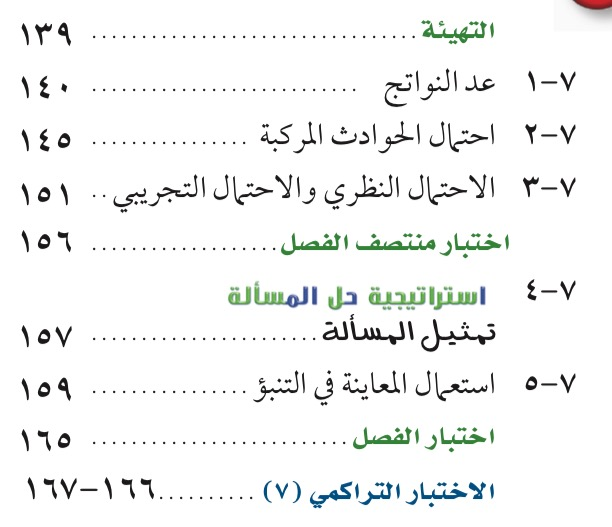 التهيئة ................................. ١٣٩
٧-١ عد النواتج ........................... ١٤٠
٧-٢ احتمال الحوادث المركبة ................ ١٤٥
٧-٣ الاحتمال النظري والاحتمال التجريبي .. ١٥١
اختبار منتصف الفصل ................... ١٥٦
٧-٤ استراتيجية حل المسألة
تمثيل المسألة ....................... ١٥٧
٧-٥ استعمال المعاينة في التنبؤ ................ ١٥٩
اختبار الفصل .......................... ١٦٥
الاختبار التراكمي (٧) .......... ١٦٦-١٦٧